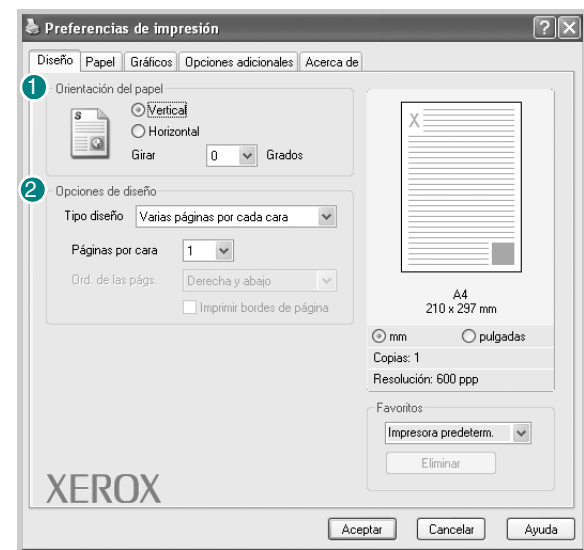 Preferencias de impresión
Diseño Papel Gráficos Opciones adicionales Acerca de
1 Orientación del papel
S
Vertical
Horizontal
Girar 0 Grados
2 Opciones de diseño
Tipo diseño Varias páginas por cada cara
Páginas por cara 1
Ord. de las págs. Derecha y abajo
Imprimir bordes de página
X
A4
210 x 297 mm
mm pulgadas
Copias: 1
Resolución: 600 ppp
Favoritos
Impresora predeterm.
Eliminar
XEROX
Aceptar Cancelar Ayuda